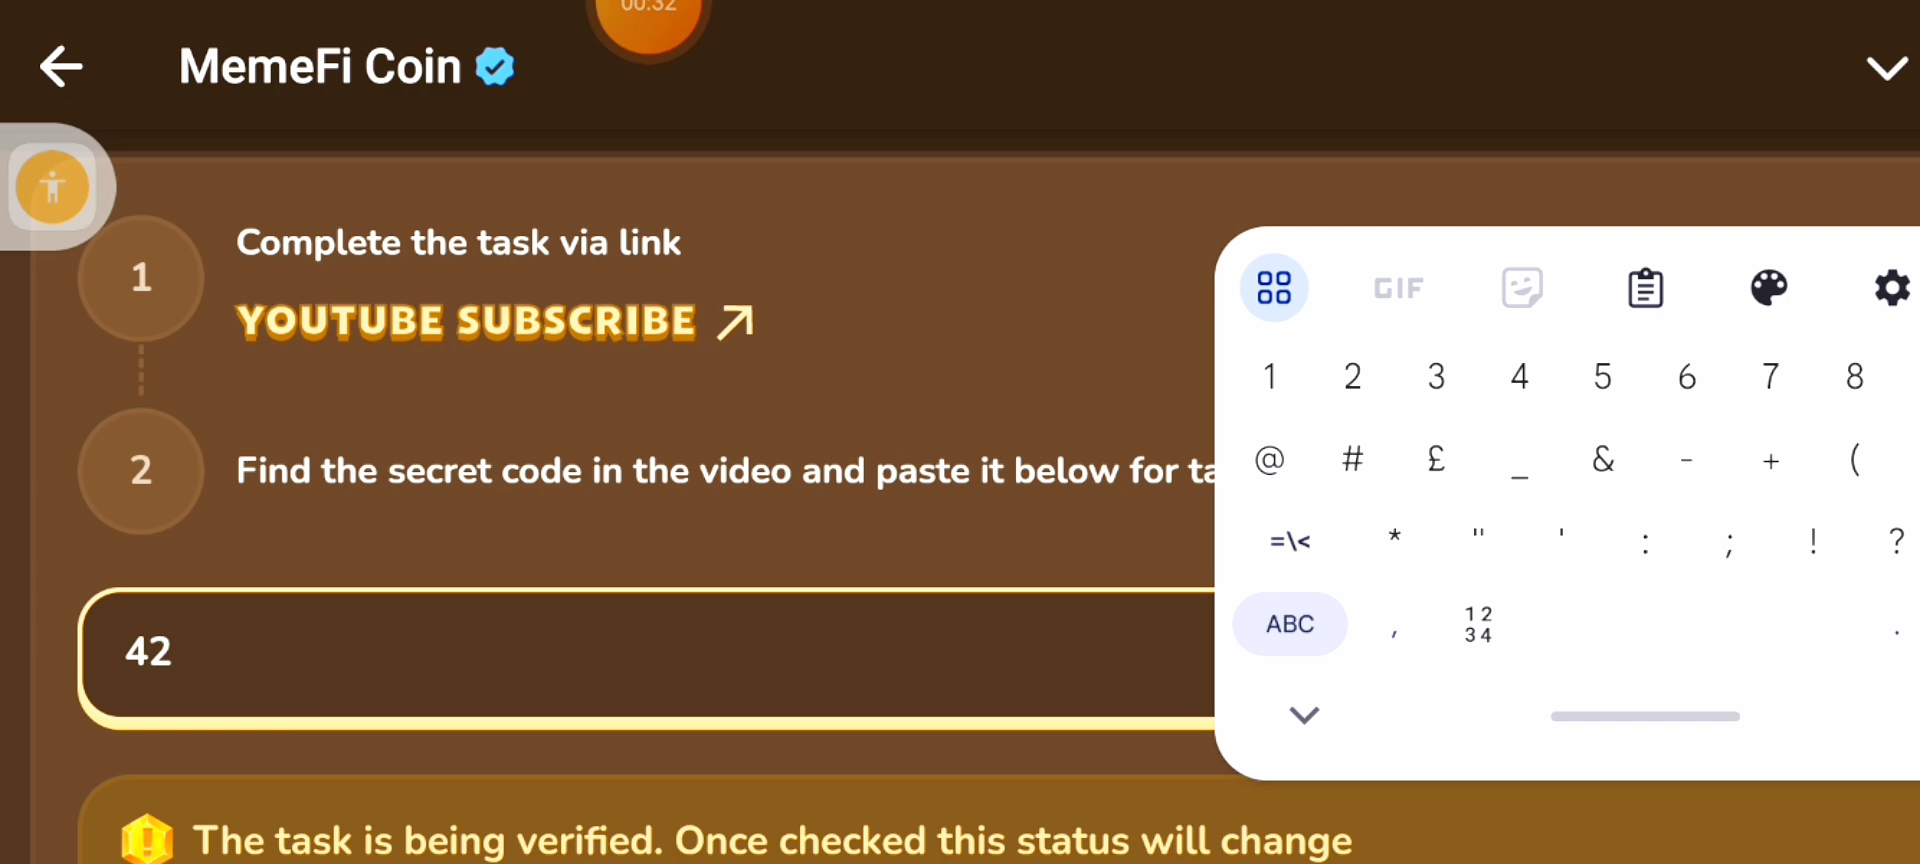 00:32
MemeFi Coin
1
Complete the task via link
YOUTUBE SUBSCRIBE
2
Find the secret code in the video and paste it below for ta
42
The task is being verified. Once checked this status will change
GIF
1 2 3 4 5 6 7 8
@ # £ _ & - + (
=\< * " ' : ; ! ?
ABC , 12 .
34